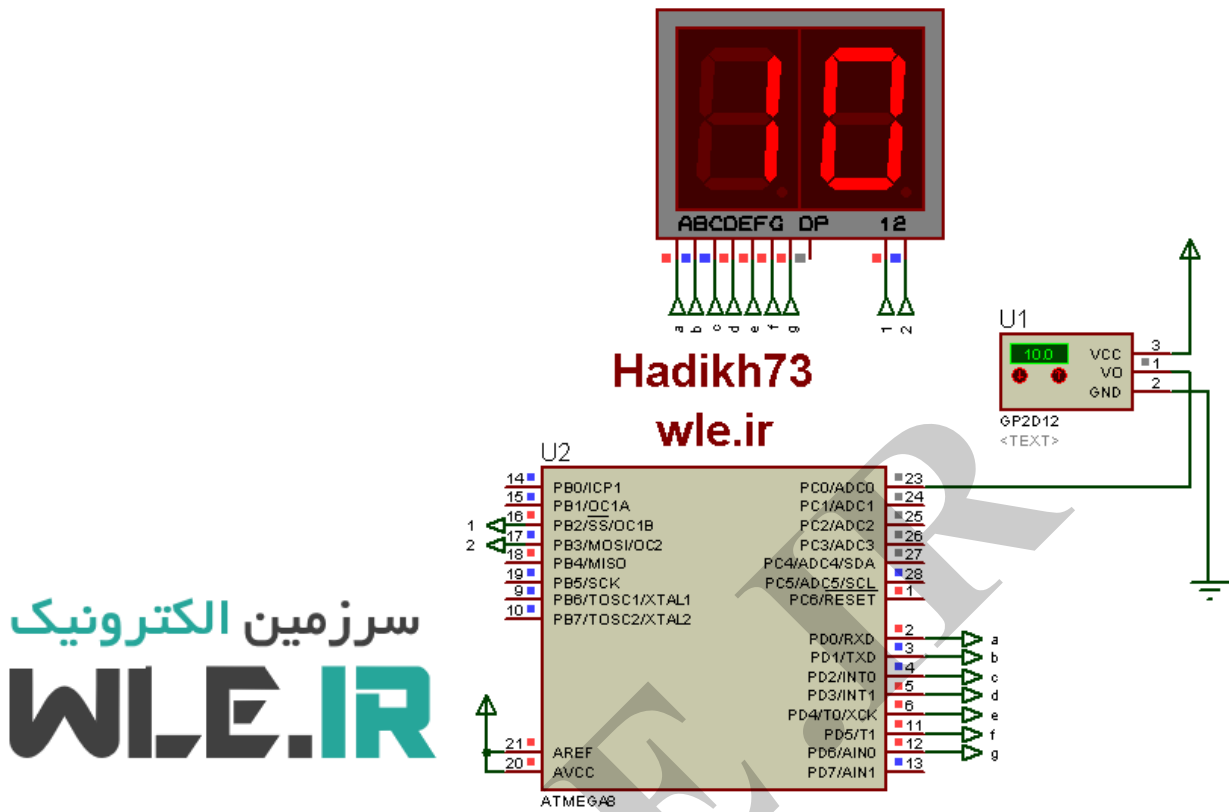 10
ABCDEFG DP 12
a b c d e f g 1 2
Hadikh73
wle.ir
U1
10.0
VCC 3
VO 1
GND 2
GP2D12
<TEXT>
U2
14 PB0/ICP1
15 PB1/OC1A
1 16 PB2/SS/OC1B
2 17 PB3/MOSI/OC2
18 PB4/MISO
19 PB5/SCK
9 PB6/TOSC1/XTAL1
10 PB7/TOSC2/XTAL2
21 AREF
20 AVCC
PC0/ADC0 23
PC1/ADC1 24
PC2/ADC2 25
PC3/ADC3 26
PC4/ADC4/SDA 27
PC5/ADC5/SCL 28
PC6/RESET 1
PD0/RXD 2 a
PD1/TXD 3 b
PD2/INT0 4 c
PD3/INT1 5 d
PD4/T0/XCK 6 e
PD5/T1 11 f
PD6/AIN0 12 g
PD7/AIN1 13
ATMEGA8
سرزمین الکترونیک
WLE.IR
E.IR